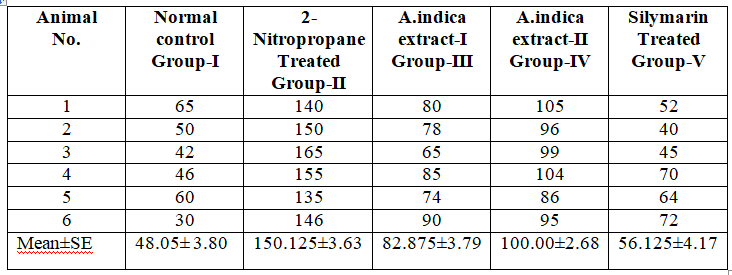 Animal No. Normal control Group-I 2-Nitropropane Treated Group-II A.indica extract-I Group-III A.indica extract-II Group-IV Silymarin Treated Group-V
1 65 140 80 105 52
2 50 150 78 96 40
3 42 165 65 99 45
4 46 155 85 104 70
5 60 135 74 86 64
6 30 146 90 95 72
Mean±SE 48.05±3.80 150.125±3.63 82.875±3.79 100.00±2.68 56.125±4.17